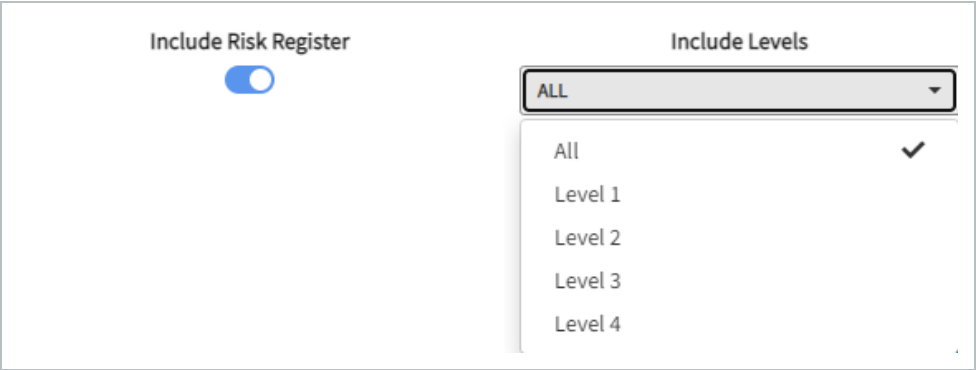 Include Risk Register
Include Levels
ALL
All
Level 1
Level 2
Level 3
Level 4